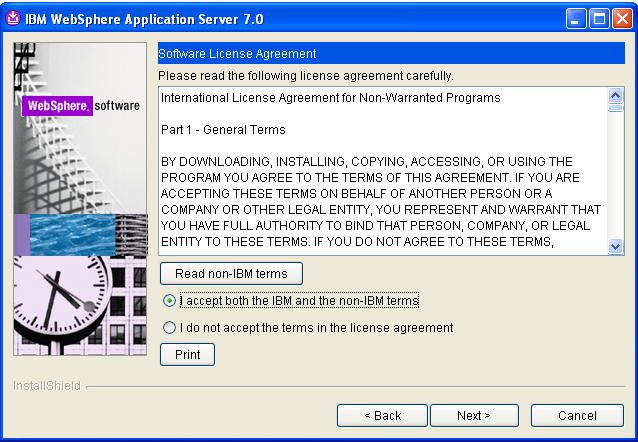 IBM WebSphere Application Server 7.0
WebSphere. software
Software License Agreement
Please read the following license agreement carefully.
International License Agreement for Non-Warranted Programs
Part 1 - General Terms
BY DOWNLOADING, INSTALLING, COPYING, ACCESSING, OR USING THE
PROGRAM YOU AGREE TO THE TERMS OF THIS AGREEMENT. IF YOU ARE
ACCEPTING THESE TERMS ON BEHALF OF ANOTHER PERSON OR A
COMPANY OR OTHER LEGAL ENTITY, YOU REPRESENT AND WARRANT THAT
YOU HAVE FULL AUTHORITY TO BIND THAT PERSON, COMPANY, OR LEGAL
ENTITY TO THESE TERMS. IF YOU DO NOT AGREE TO THESE TERMS,
Read non-IBM terms
I accept both the IBM and the non-IBM terms
I do not accept the terms in the license agreement
Print
InstallShield
< Back
Next >
Cancel